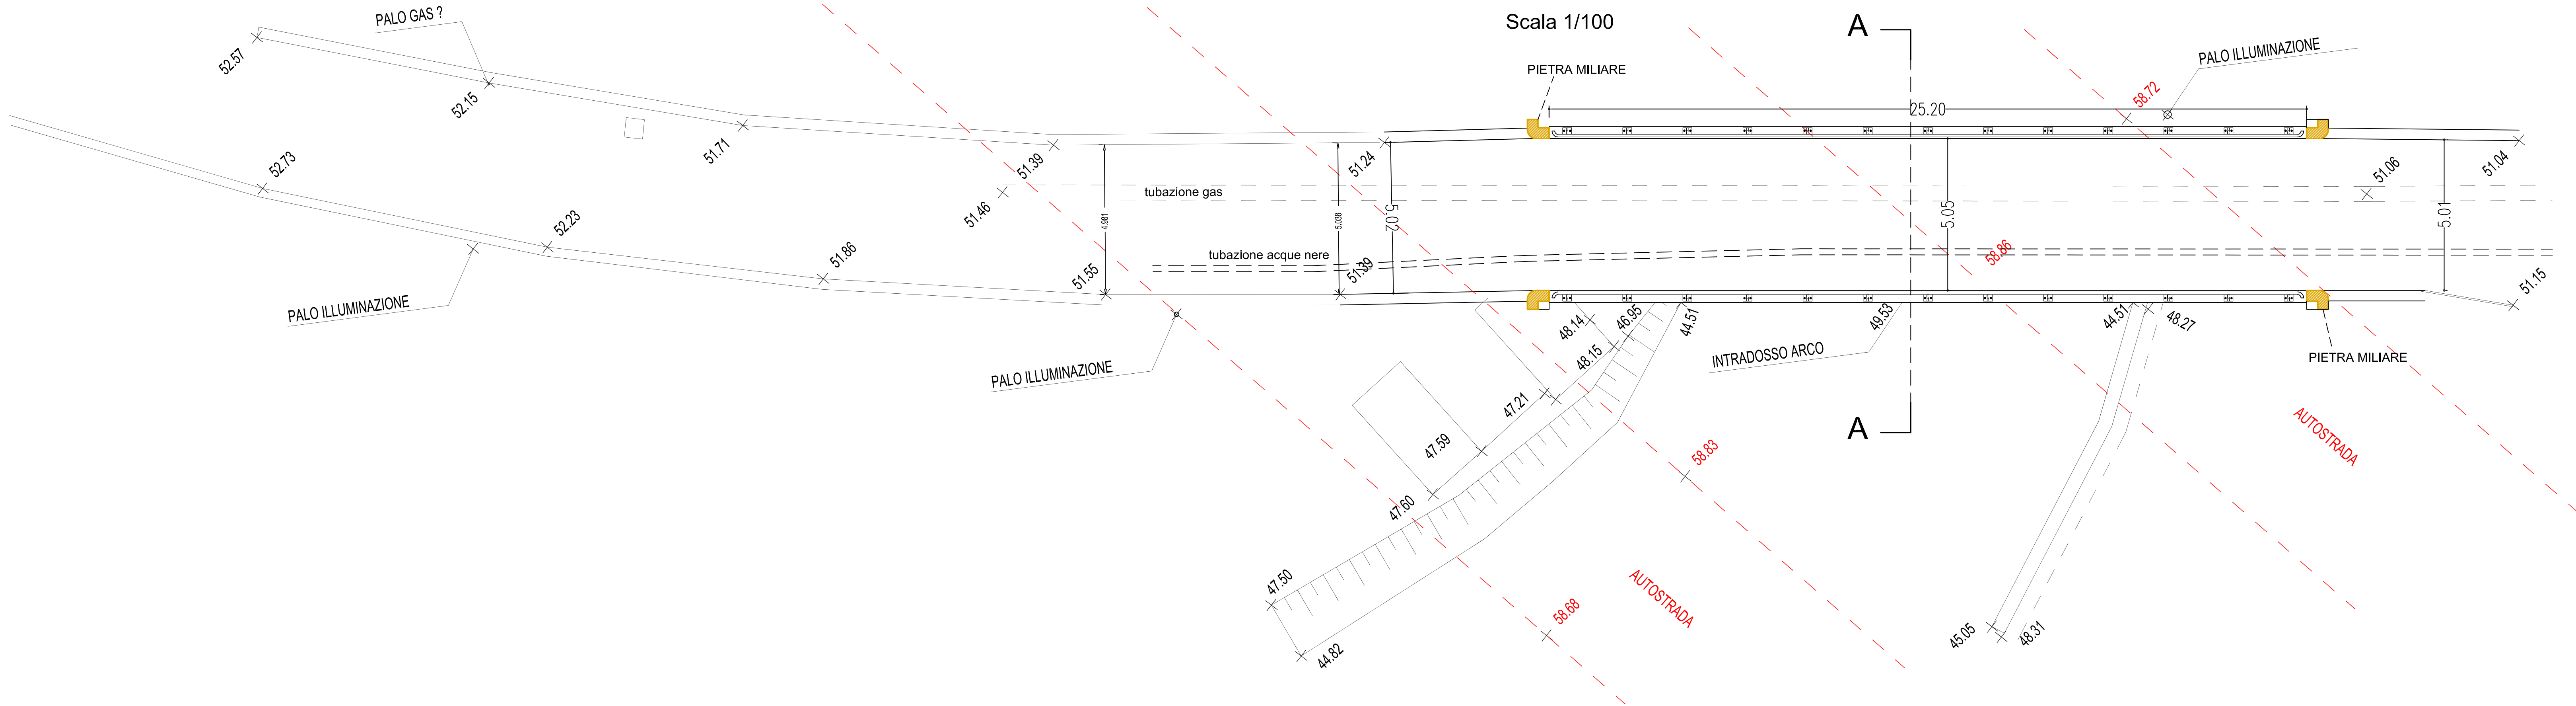 Scala 1/100
A
PALO GAS ?
52.57
52.15
51.71
51.39
51.24
PIETRA MILIARE
25.20
58.72
PALO ILLUMINAZIONE
51.06
51.04
52.73
52.23
51.86
51.46
51.55
tubazione gas
4.981
5.038
5.02
5.05
5.01
tubazione acque nere
51.39
58.86
51.15
PALO ILLUMINAZIONE
PALO ILLUMINAZIONE
48.14
46.95
44.51
49.53
44.51
48.27
48.15
INTRADOSSO ARCO
PIETRA MILIARE
47.21
47.59
A
AUTOSTRADA
58.83
47.60
47.50
AUTOSTRADA
58.68
44.82
45.05
48.31